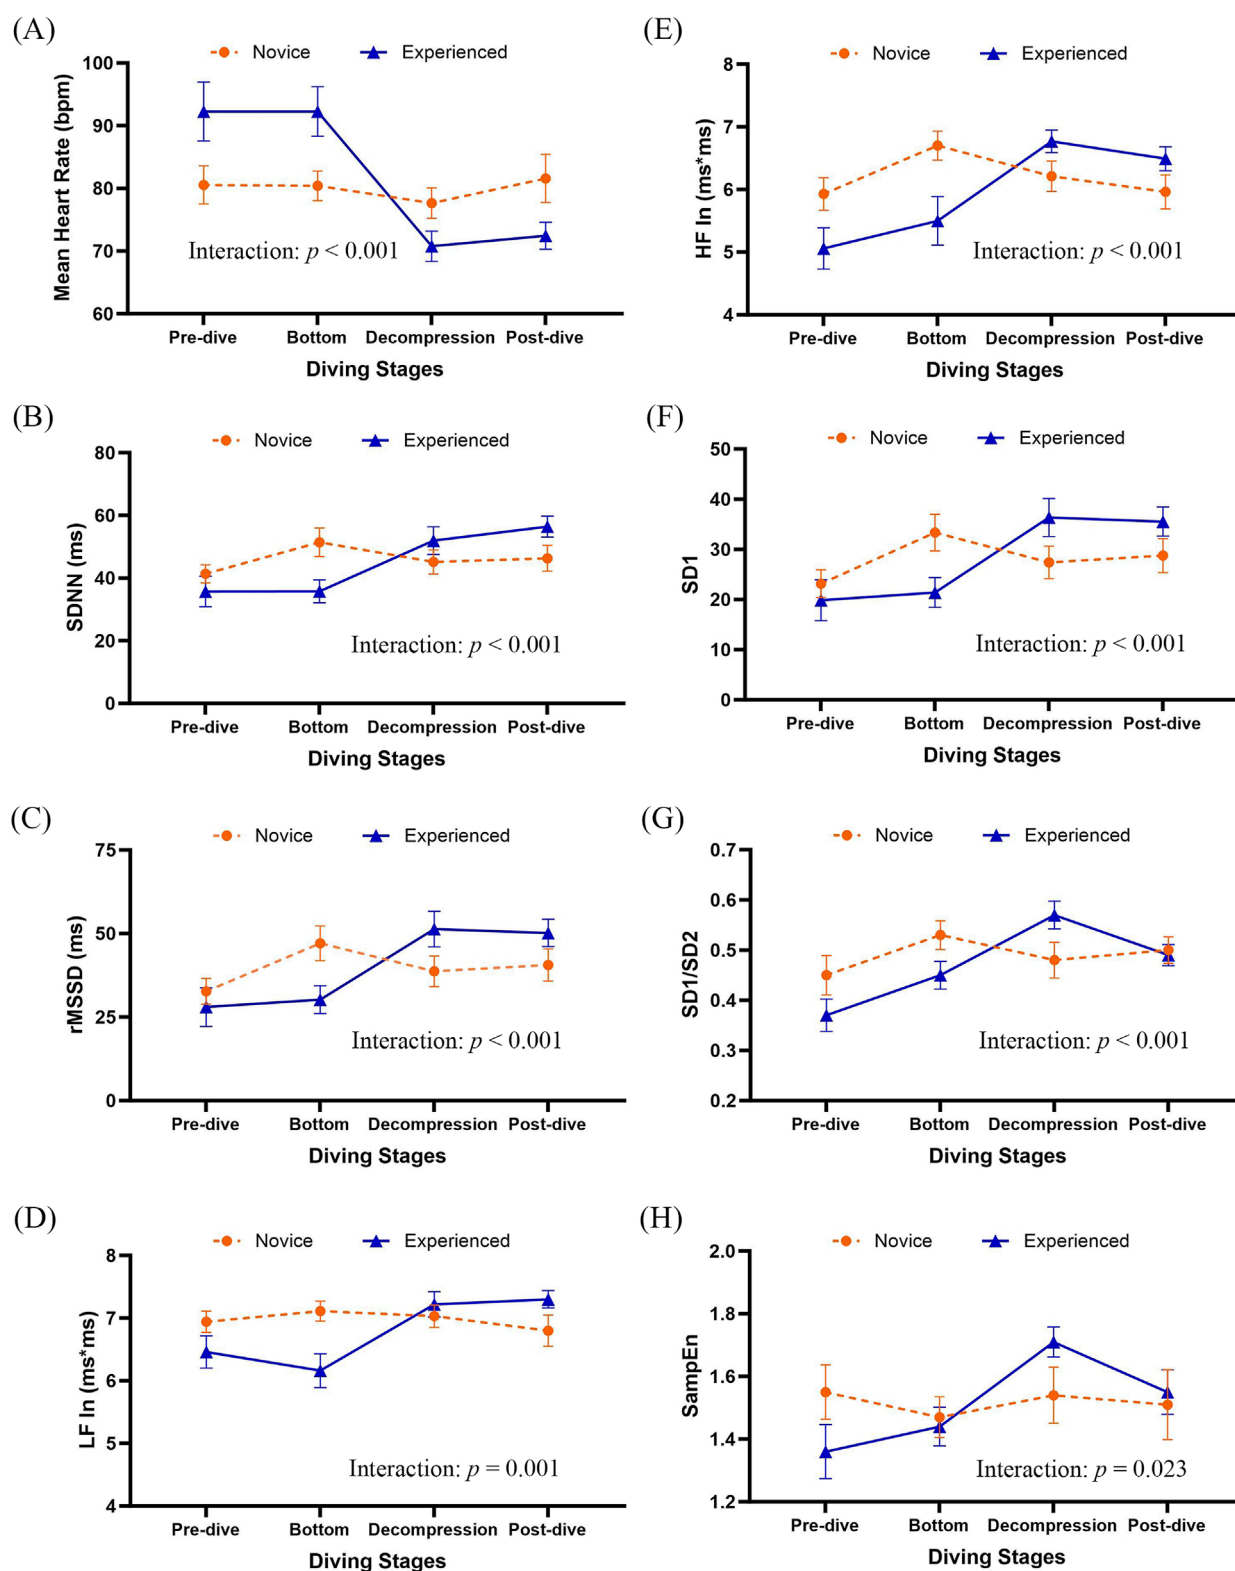 (A)
Novice Experienced
Mean Heart Rate (bpm)
100
90
80
70
60
Interaction: p < 0.001
Pre-dive Bottom Decompression Post-dive
Diving Stages
(B)
Novice Experienced
SDNN (ms)
80
60
40
20
0
Interaction: p < 0.001
Pre-dive Bottom Decompression Post-dive
Diving Stages
(C)
Novice Experienced
rMSSD (ms)
75
50
25
0
Interaction: p < 0.001
Pre-dive Bottom Decompression Post-dive
Diving Stages
(D)
Novice Experienced
LF ln (ms*ms)
8
7
6
5
4
Interaction: p = 0.001
Pre-dive Bottom Decompression Post-dive
Diving Stages
(E)
Novice Experienced
HF ln (ms*ms)
8
7
6
5
4
Interaction: p < 0.001
Pre-dive Bottom Decompression Post-dive
Diving Stages
(F)
Novice Experienced
SD1
50
40
30
20
10
0
Interaction: p < 0.001
Pre-dive Bottom Decompression Post-dive
Diving Stages
(G)
Novice Experienced
SD1/SD2
0.7
0.6
0.5
0.4
0.3
0.2
Interaction: p < 0.001
Pre-dive Bottom Decompression Post-dive
Diving Stages
(H)
Novice Experienced
SampEn
2.0
1.8
1.6
1.4
1.2
Interaction: p = 0.023
Pre-dive Bottom Decompression Post-dive
Diving Stages